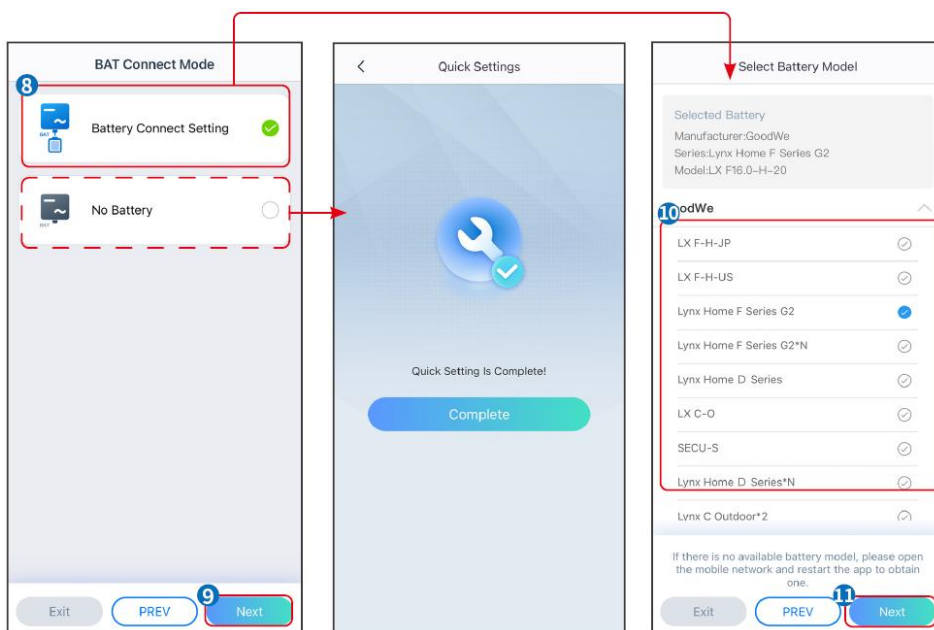 BAT Connect Mode
8
BAT
Battery Connect Setting
BAT
No Battery
Exit
PREV
9
Next
Quick Settings
Quick Setting Is Complete!
Complete
Select Battery Model
Selected Battery
Manufacturer:GoodWe
Series:Lynx Home F Series G2
Model:LX F16.0-H-20
10
odWe
LX F-H-JP
LX F-H-US
Lynx Home F Series G2
Lynx Home F Series G2*N
Lynx Home D Series
LX C-O
SECU-S
Lynx Home D Series*N
Lynx C Outdoor*2
If there is no available battery model, please open
the mobile network and restart the app to obtain
one.
Exit
PREV
11
Next